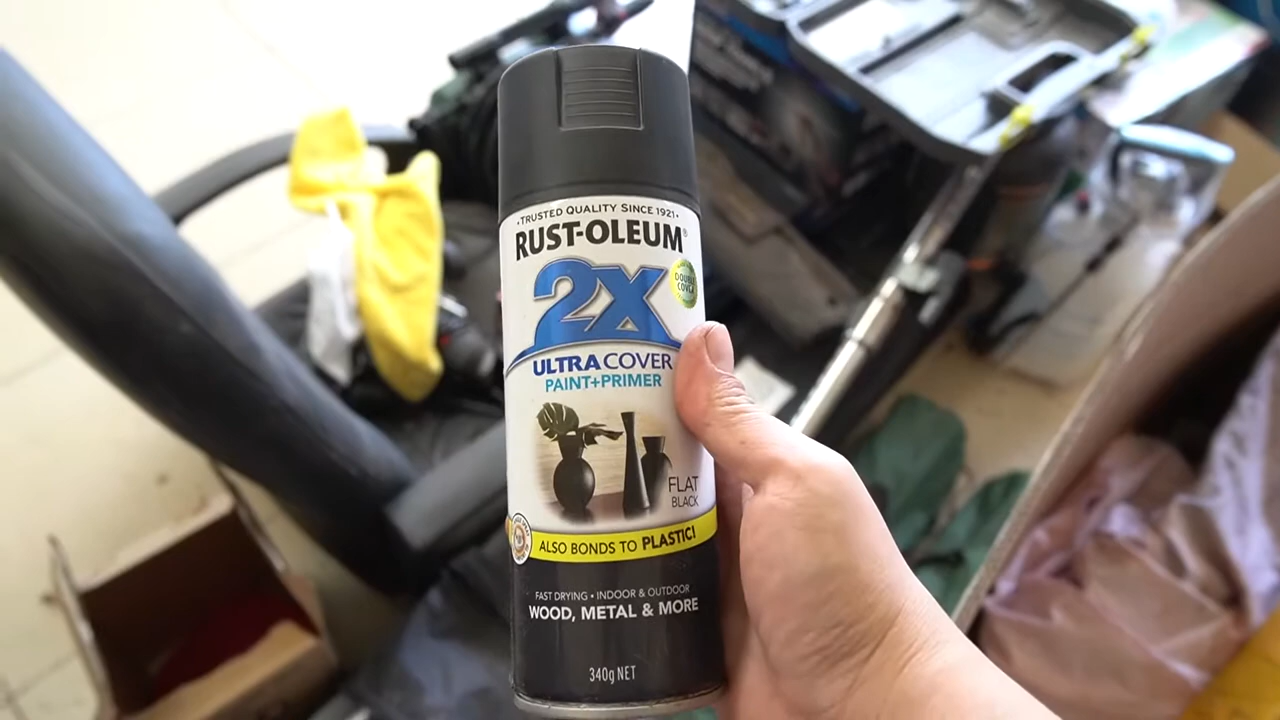 •TRUSTED QUALITY SINCE 1921•
RUST-OLEUM®
2X
DOUBLE
COVER
ULTRA COVER
PAINT+PRIMER
FLAT
BLACK
ALSO BONDS TO PLASTIC!
FAST DRYING • INDOOR & OUTDOOR
WOOD, METAL & MORE
340g NET